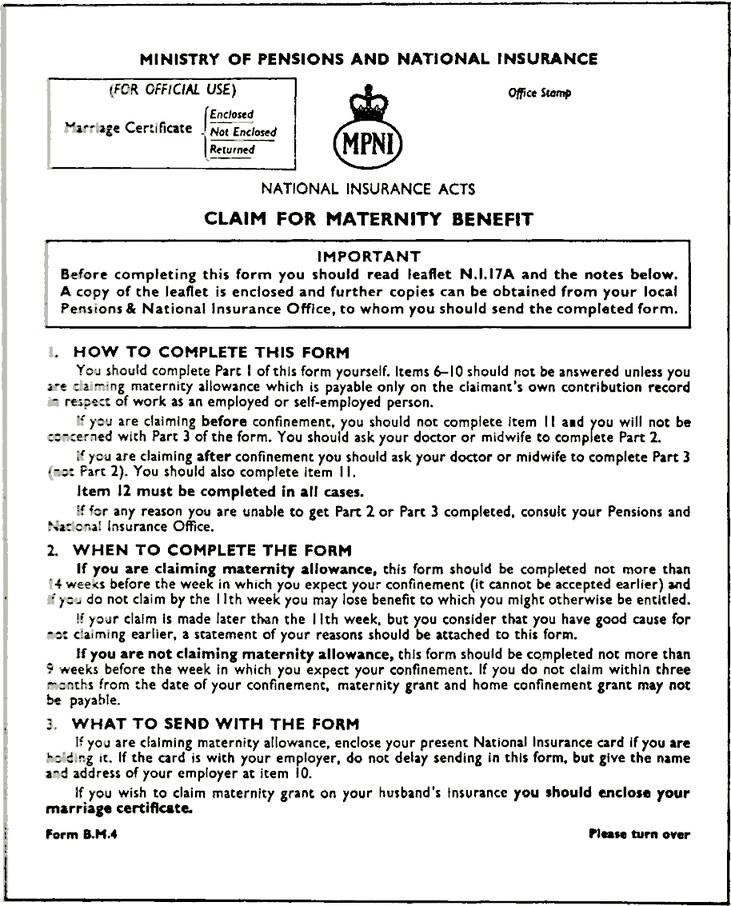 MINISTRY OF PENSIONS AND NATIONAL INSURANCE
(FOR OFFICIAL USE)
Marriage Certificate
Enclosed
Not Enclosed
Returned
MPNI
Office Stamp
NATIONAL INSURANCE ACTS
CLAIM FOR MATERNITY BENEFIT
IMPORTANT
Before completing this form you should read leaflet N.I.17A and the notes below.
A copy of the leaflet is enclosed and further copies can be obtained from your local
Pensions & National Insurance Office, to whom you should send the completed form.
1. HOW TO COMPLETE THIS FORM
You should complete Part I of this form yourself. Items 6–10 should not be answered unless you
are claiming maternity allowance which is payable only on the claimant's own contribution record
in respect of work as an employed or self-employed person.
If you are claiming before confinement, you should not complete item 11 and you will not be
concerned with Part 3 of the form. You should ask your doctor or midwife to complete Part 2.
If you are claiming after confinement you should ask your doctor or midwife to complete Part 3
(not Part 2). You should also complete item 11.
Item 12 must be completed in all cases.
If for any reason you are unable to get Part 2 or Part 3 completed, consult your Pensions and
National Insurance Office.
2. WHEN TO COMPLETE THE FORM
If you are claiming maternity allowance, this form should be completed not more than
14 weeks before the week in which you expect your confinement (it cannot be accepted earlier) and
if you do not claim by the 11th week you may lose benefit to which you might otherwise be entitled.
If your claim is made later than the 11th week, but you consider that you have good cause for
not claiming earlier, a statement of your reasons should be attached to this form.
If you are not claiming maternity allowance, this form should be completed not more than
9 weeks before the week in which you expect your confinement. If you do not claim within three
months from the date of your confinement, maternity grant and home confinement grant may not
be payable.
3. WHAT TO SEND WITH THE FORM
If you are claiming maternity allowance, enclose your present National Insurance card if you are
holding it. If the card is with your employer, do not delay sending in this form, but give the name
and address of your employer at item 10.
If you wish to claim maternity grant on your husband's insurance you should enclose your
marriage certificate.
Form B.M.4
Please turn over